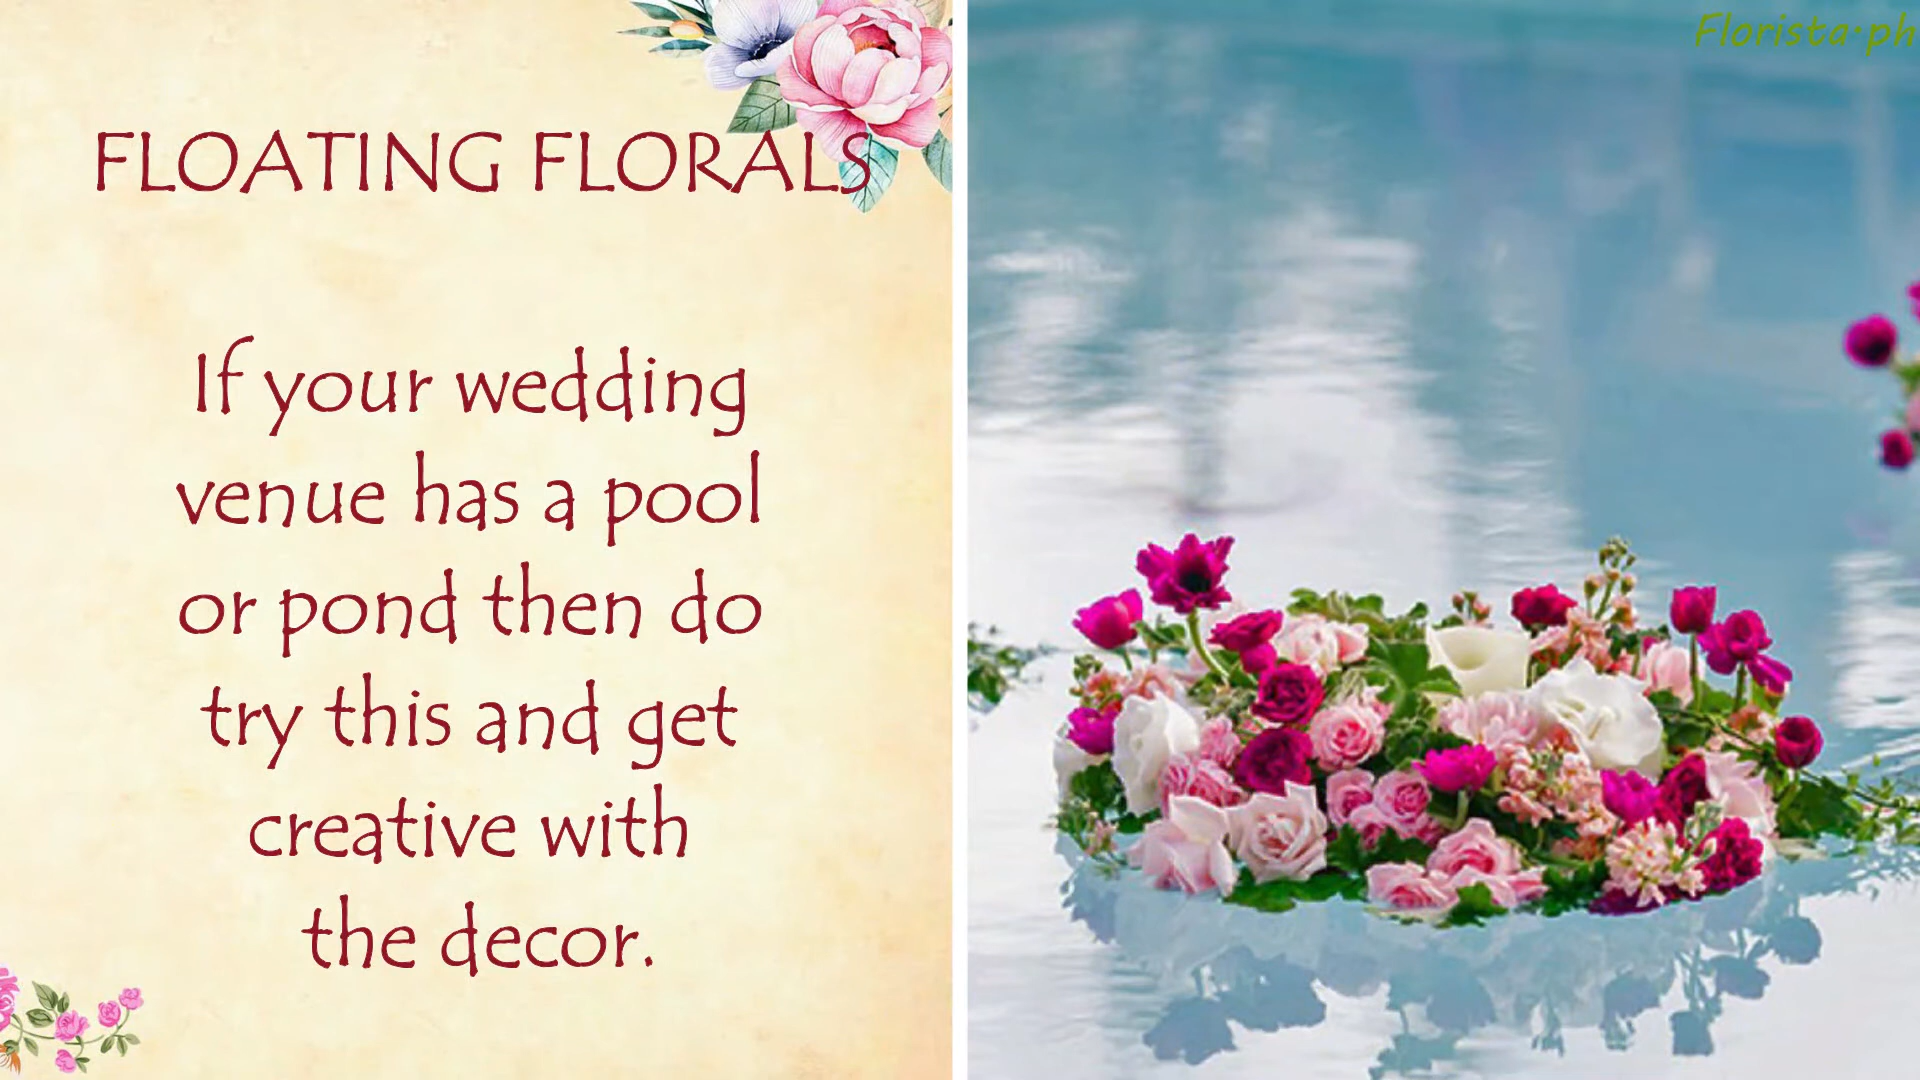 Florista.ph
FLOATING FLORALS
If your wedding
venue has a pool
or pond then do
try this and get
creative with
the decor.